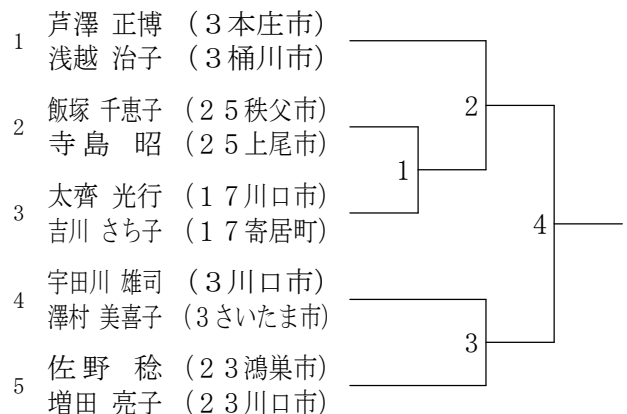 1 芦澤 正博 (3本庄市)
浅越 治子 (3桶川市)
2 飯塚 千恵子 (25秩父市)
寺島 昭 (25上尾市)
3 太齊 光行 (17川口市)
吉川 さち子 (17寄居町)
4 宇田川 雄司 (3川口市)
澤村 美喜子 (3さいたま市)
5 佐野 稔 (23鴻巣市)
増田 亮子 (23川口市)
1
2
3
4